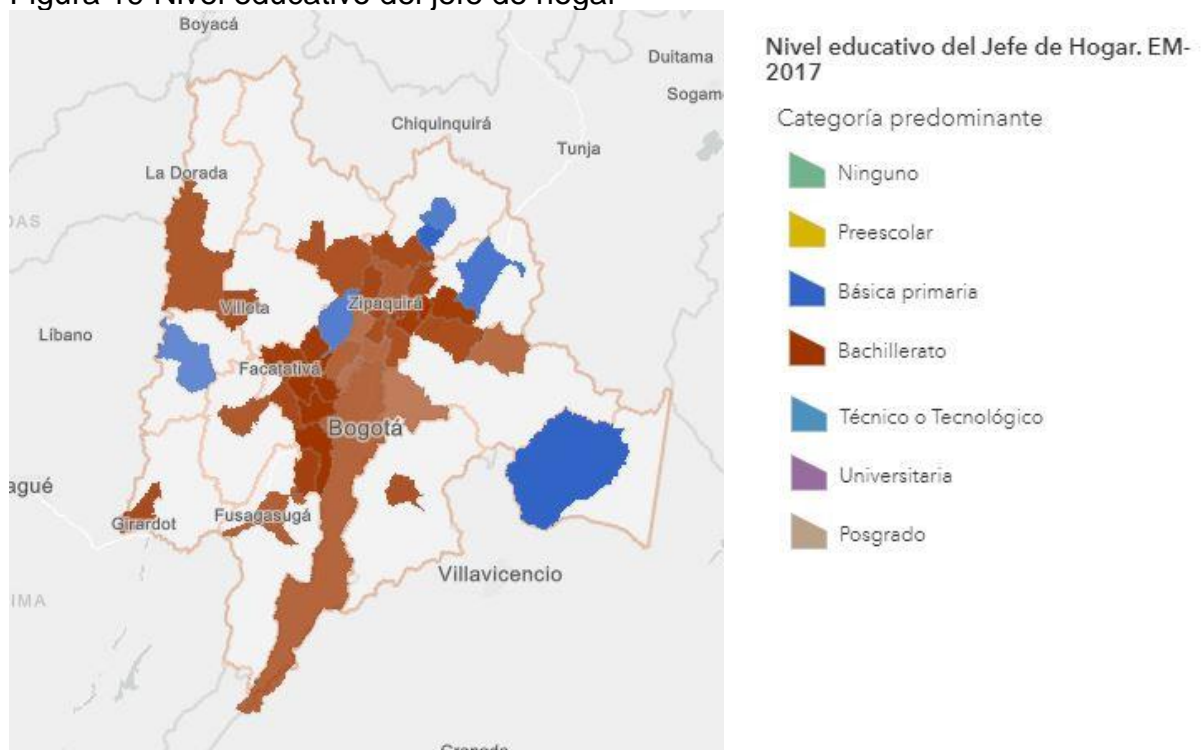 Boyacá
Duitama
Sogam
Chiquinquirá
Tunja
La Dorada
DAS
Villeta
Zipaquirá
Líbano
Facatativá
Bogotá
agué
Girardot
Fusagasugá
Villavicencio
IMA
Nivel educativo del Jefe de Hogar. EM-
2017
Categoría predominante
Ninguno
Preescolar
Básica primaria
Bachillerato
Técnico o Tecnológico
Universitaria
Posgrado